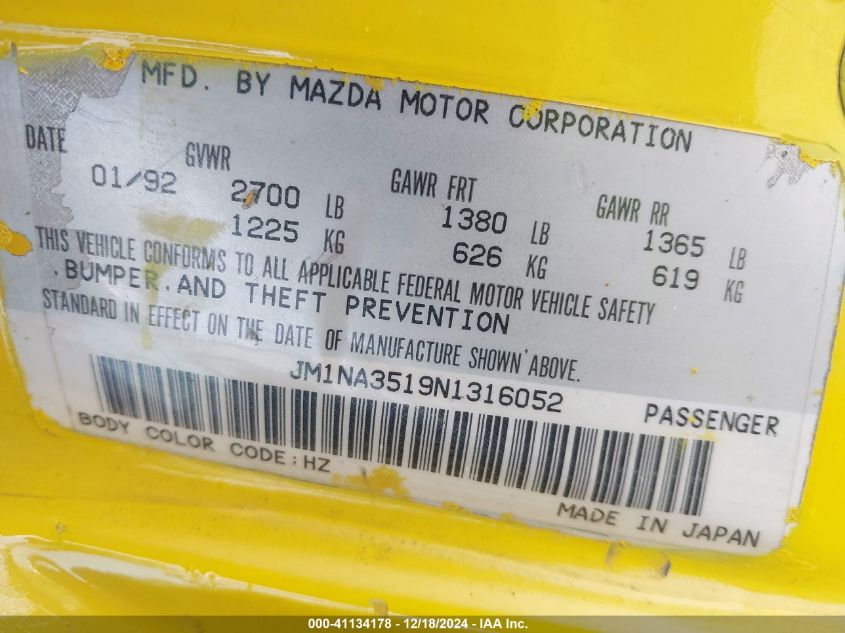 MFD. BY MAZDA MOTOR CORPORATION
DATE GVWR GAWR FRT GAWR RR
01/92 2700 LB 1380 LB 1365 LB
1225 KG 626 KG 619 KG
THIS VEHICLE CONFORMS TO ALL APPLICABLE FEDERAL MOTOR VEHICLE SAFETY
, BUMPER, AND THEFT PREVENTION
STANDARD IN EFFECT ON THE DATE OF MANUFACTURE SHOWN ABOVE.
JM1NA3519N1316052 PASSENGER
BODY COLOR CODE: HZ
MADE IN JAPAN
000-41134178 - 12/18/2024 - IAA Inc.